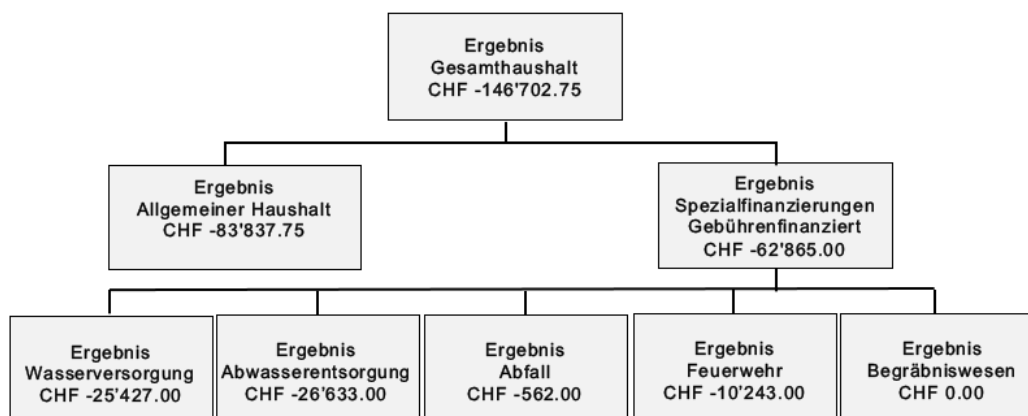 Ergebnis
Gesamthaushalt
CHF -146'702.75
Ergebnis
Allgemeiner Haushalt
CHF -83'837.75
Ergebnis
Spezialfinanzierungen
Gebührenfinanziert
CHF -62'865.00
Ergebnis
Wasserversorgung
CHF -25'427.00
Ergebnis
Abwasserentsorgung
CHF -26'633.00
Ergebnis
Abfall
CHF -562.00
Ergebnis
Feuerwehr
CHF -10'243.00
Ergebnis
Begräbniswesen
CHF 0.00